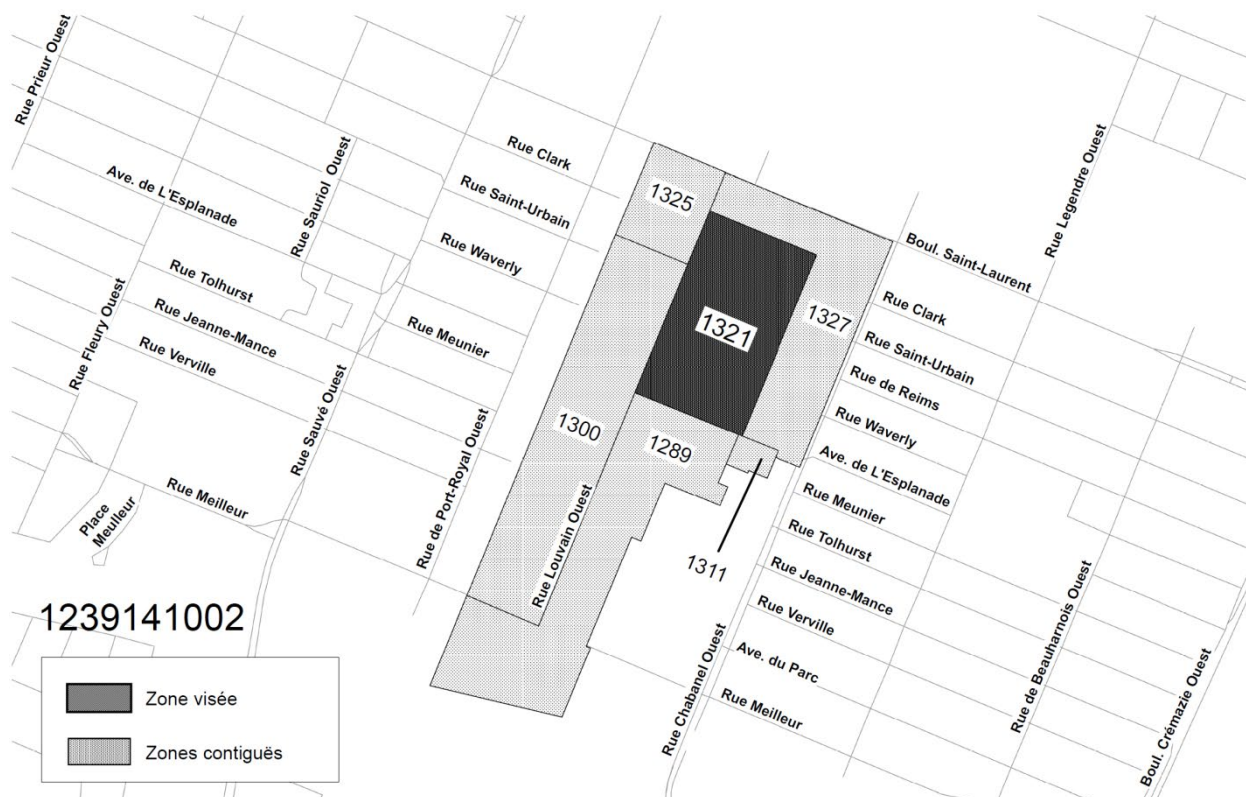 Rue Prieur Ouest
Rue Clark
Ave. de L'Esplanade
Rue Sauriol Ouest
Rue Saint-Urbain
1325
Rue Legendre Ouest
Rue Waverly
Boul. Saint-Laurent
Rue Tolhurst
Rue Clark
Rue Jeanne-Mance
Rue Meunier
1321
1327
Rue Verville
Rue Fleury Ouest
Rue Saint-Urbain
Rue de Reims
Rue Sauvé Ouest
Rue de Port-Royal Ouest
1300
1289
Rue Waverly
Ave. de L'Esplanade
Rue Meilleur
Place
Meulleur
Rue Meunier
Rue Louvain Ouest
1311
Rue Tolhurst
Rue Jeanne-Mance
Rue Verville
Ave. du Parc
Rue Meilleur
Rue Chabanel Ouest
Rue de Beauharnois Ouest
Boul. Crémazie Ouest
1239141002
Zone visée
Zones contiguës